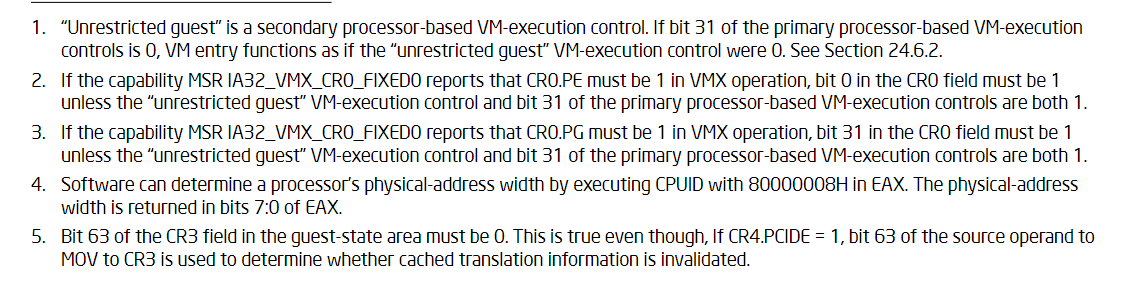 1. “Unrestricted guest” is a secondary processor-based VM-execution control. If bit 31 of the primary processor-based VM-execution
controls is 0, VM entry functions as if the “unrestricted guest” VM-execution control were 0. See Section 24.6.2.
2. If the capability MSR IA32_VMX_CR0_FIXED0 reports that CR0.PE must be 1 in VMX operation, bit 0 in the CR0 field must be 1
unless the “unrestricted guest” VM-execution control and bit 31 of the primary processor-based VM-execution controls are both 1.
3. If the capability MSR IA32_VMX_CR0_FIXED0 reports that CR0.PG must be 1 in VMX operation, bit 31 in the CR0 field must be 1
unless the “unrestricted guest” VM-execution control and bit 31 of the primary processor-based VM-execution controls are both 1.
4. Software can determine a processor’s physical-address width by executing CPUID with 80000008H in EAX. The physical-address
width is returned in bits 7:0 of EAX.
5. Bit 63 of the CR3 field in the guest-state area must be 0. This is true even though, If CR4.PCIDE = 1, bit 63 of the source operand to
MOV to CR3 is used to determine whether cached translation information is invalidated.